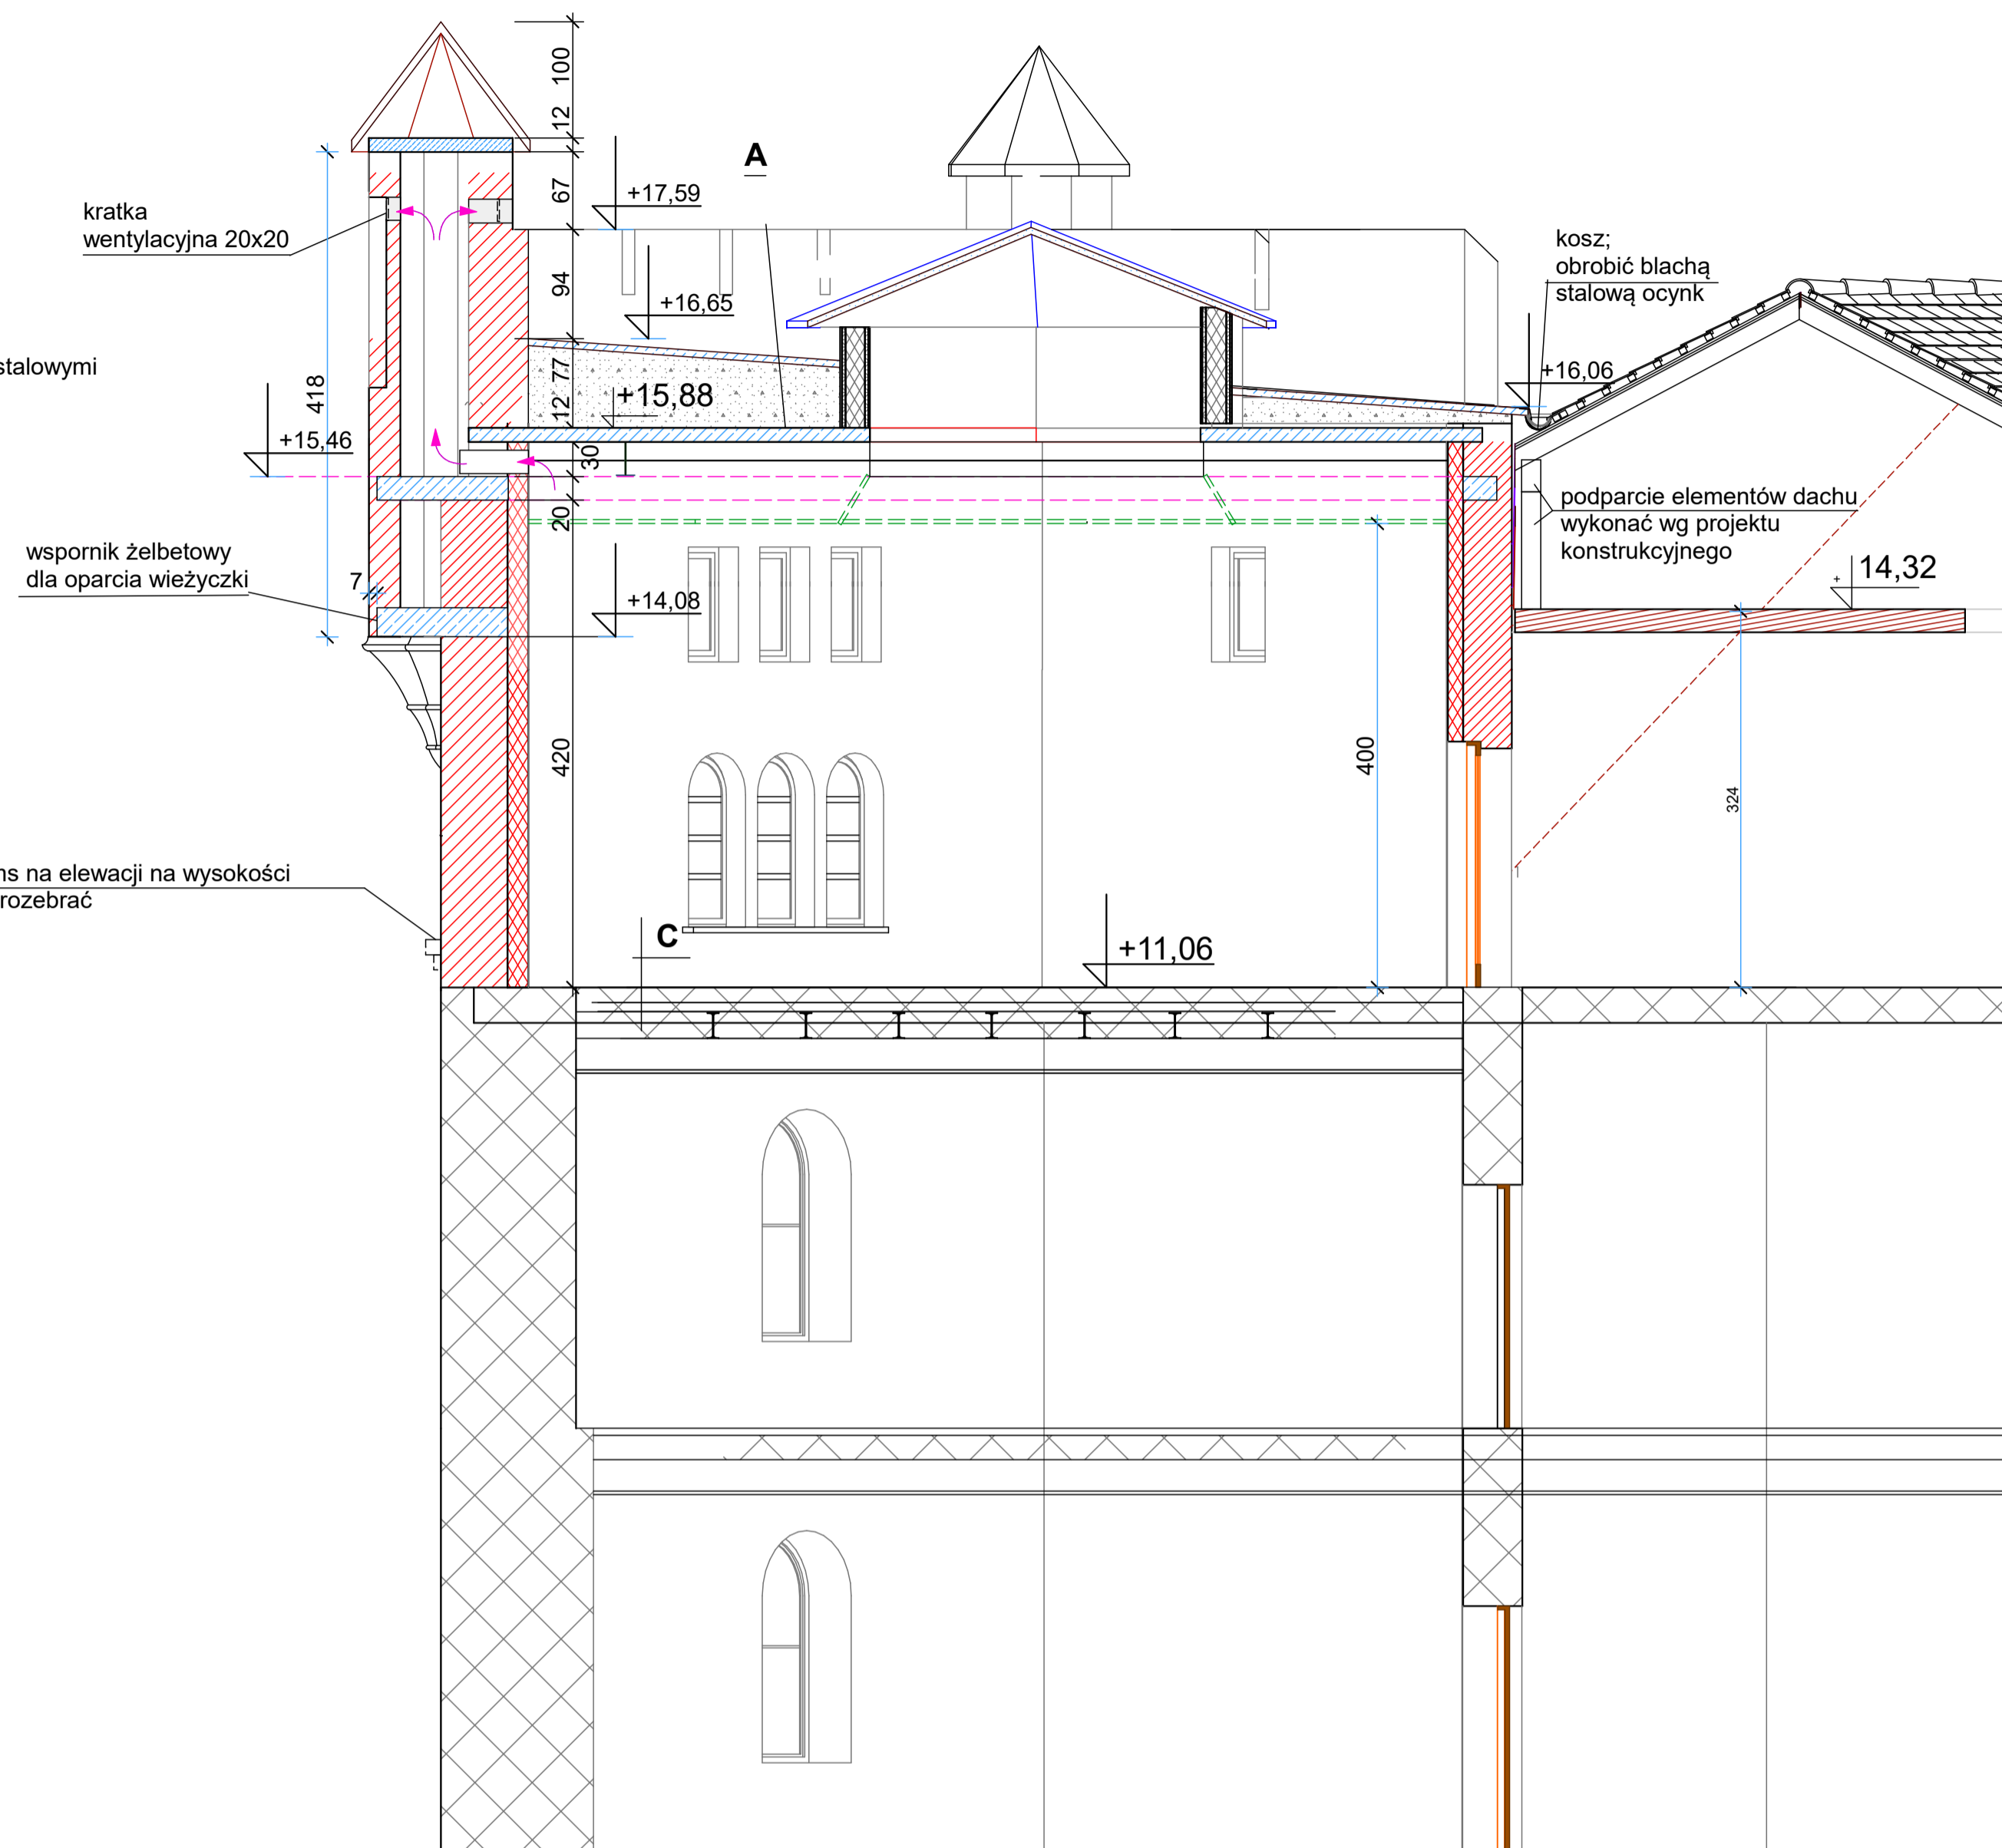 100
12
67
94
77
12
30
20
420
418
7
400
324
A
+17,59
+16,65
+15,88
+15,46
+14,08
+16,06
14,32
+
+11,06
C
kratka
wentylacyjna 20x20
stalowymi
wspornik żelbetowy
dla oparcia wieżyczki
ns na elewacji na wysokości
rozebrać
kosz;
obrobić blachą
stalową ocynk
podparcie elementów dachu
wykonać wg projektu
konstrukcyjnego